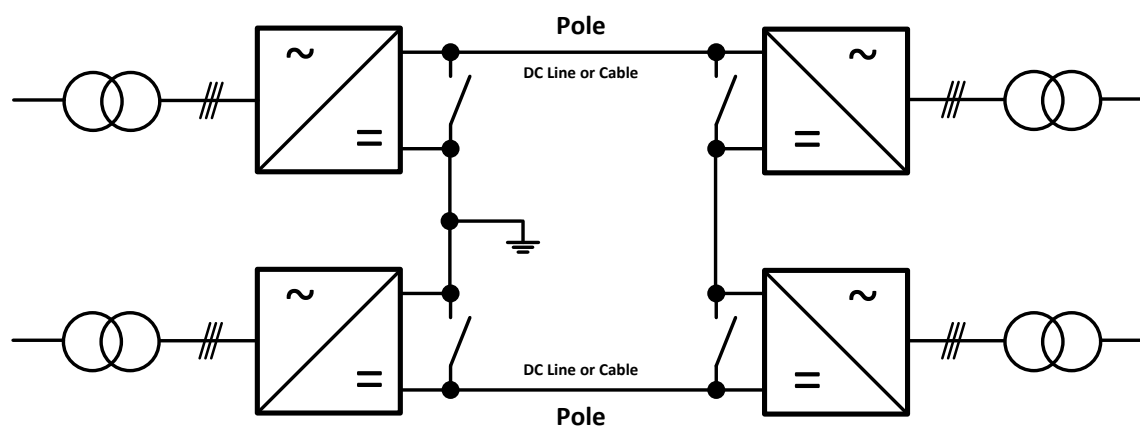 Pole
DC Line or Cable
~
~
=
=
~
~
=
=
DC Line or Cable
Pole